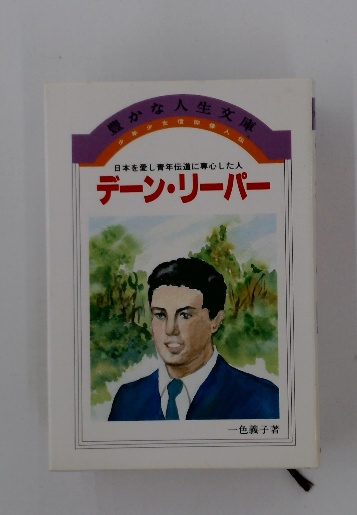 豊かな人生文庫
少年少女信仰偉人伝
日本を愛し青年伝道に専心した人
デーン・リーパー
一色義子著